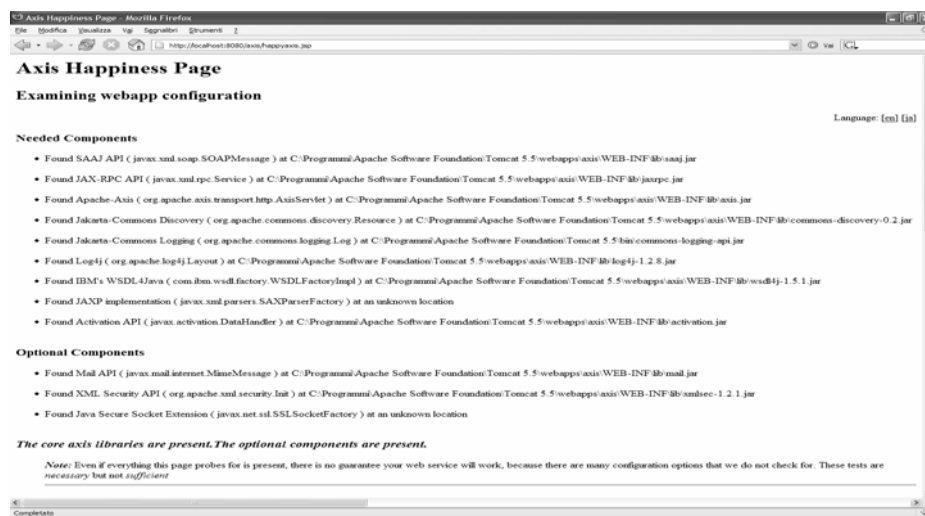 Axis Happiness Page - Mozilla Firefox
File Modifica Visualizza Vai Segnalibri Strumenti ?
http://localhost:8080/axis/happyaxis.jsp Vai
Axis Happiness Page
Examining webapp configuration
Language: [en] [ja]
Needed Components
• Found SAAJ API ( javax.xml.soap.SOAPMessage ) at C:\Programmi\Apache Software Foundation\Tomcat 5.5\webapps\axis\WEB-INF\lib\saaj.jar
• Found JAX-RPC API ( javax.xml.rpc.Service ) at C:\Programmi\Apache Software Foundation\Tomcat 5.5\webapps\axis\WEB-INF\lib\jaxrpc.jar
• Found Apache-Axis ( org.apache.axis.transport.http.AxisServlet ) at C:\Programmi\Apache Software Foundation\Tomcat 5.5\webapps\axis\WEB-INF\lib\axis.jar
• Found Jakarta-Commons Discovery ( org.apache.commons.discovery.Resource ) at C:\Programmi\Apache Software Foundation\Tomcat 5.5\webapps\axis\WEB-INF\lib\commons-discovery-0.2.jar
• Found Jakarta-Commons Logging ( org.apache.commons.logging.Log ) at C:\Programmi\Apache Software Foundation\Tomcat 5.5\bin\commons-logging-api.jar
• Found Log4j ( org.apache.log4j.Layout ) at C:\Programmi\Apache Software Foundation\Tomcat 5.5\webapps\axis\WEB-INF\lib\log4j-1.2.8.jar
• Found IBM's WSDL4Java ( com.ibm.wsdl.factory.WSDLFactoryImpl ) at C:\Programmi\Apache Software Foundation\Tomcat 5.5\webapps\axis\WEB-INF\lib\wsdl4j-1.5.1.jar
• Found JAXP implementation ( javax.xml.parsers.SAXParserFactory ) at an unknown location
• Found Activation API ( javax.activation.DataHandler ) at C:\Programmi\Apache Software Foundation\Tomcat 5.5\webapps\axis\WEB-INF\lib\activation.jar
Optional Components
• Found Mail API ( javax.mail.internet.MimeMessage ) at C:\Programmi\Apache Software Foundation\Tomcat 5.5\webapps\axis\WEB-INF\lib\mail.jar
• Found XML Security API ( org.apache.xml.security.Init ) at C:\Programmi\Apache Software Foundation\Tomcat 5.5\webapps\axis\WEB-INF\lib\xmlsec-1.2.1.jar
• Found Java Secure Socket Extension ( javax.net.ssl.SSLSocketFactory ) at an unknown location
The core axis libraries are present.The optional components are present.
Note: Even if everything this page probes for is present, there is no guarantee your web service will work, because there are many configuration options that we do not check for. These tests are
necessary but not sufficient
Completato